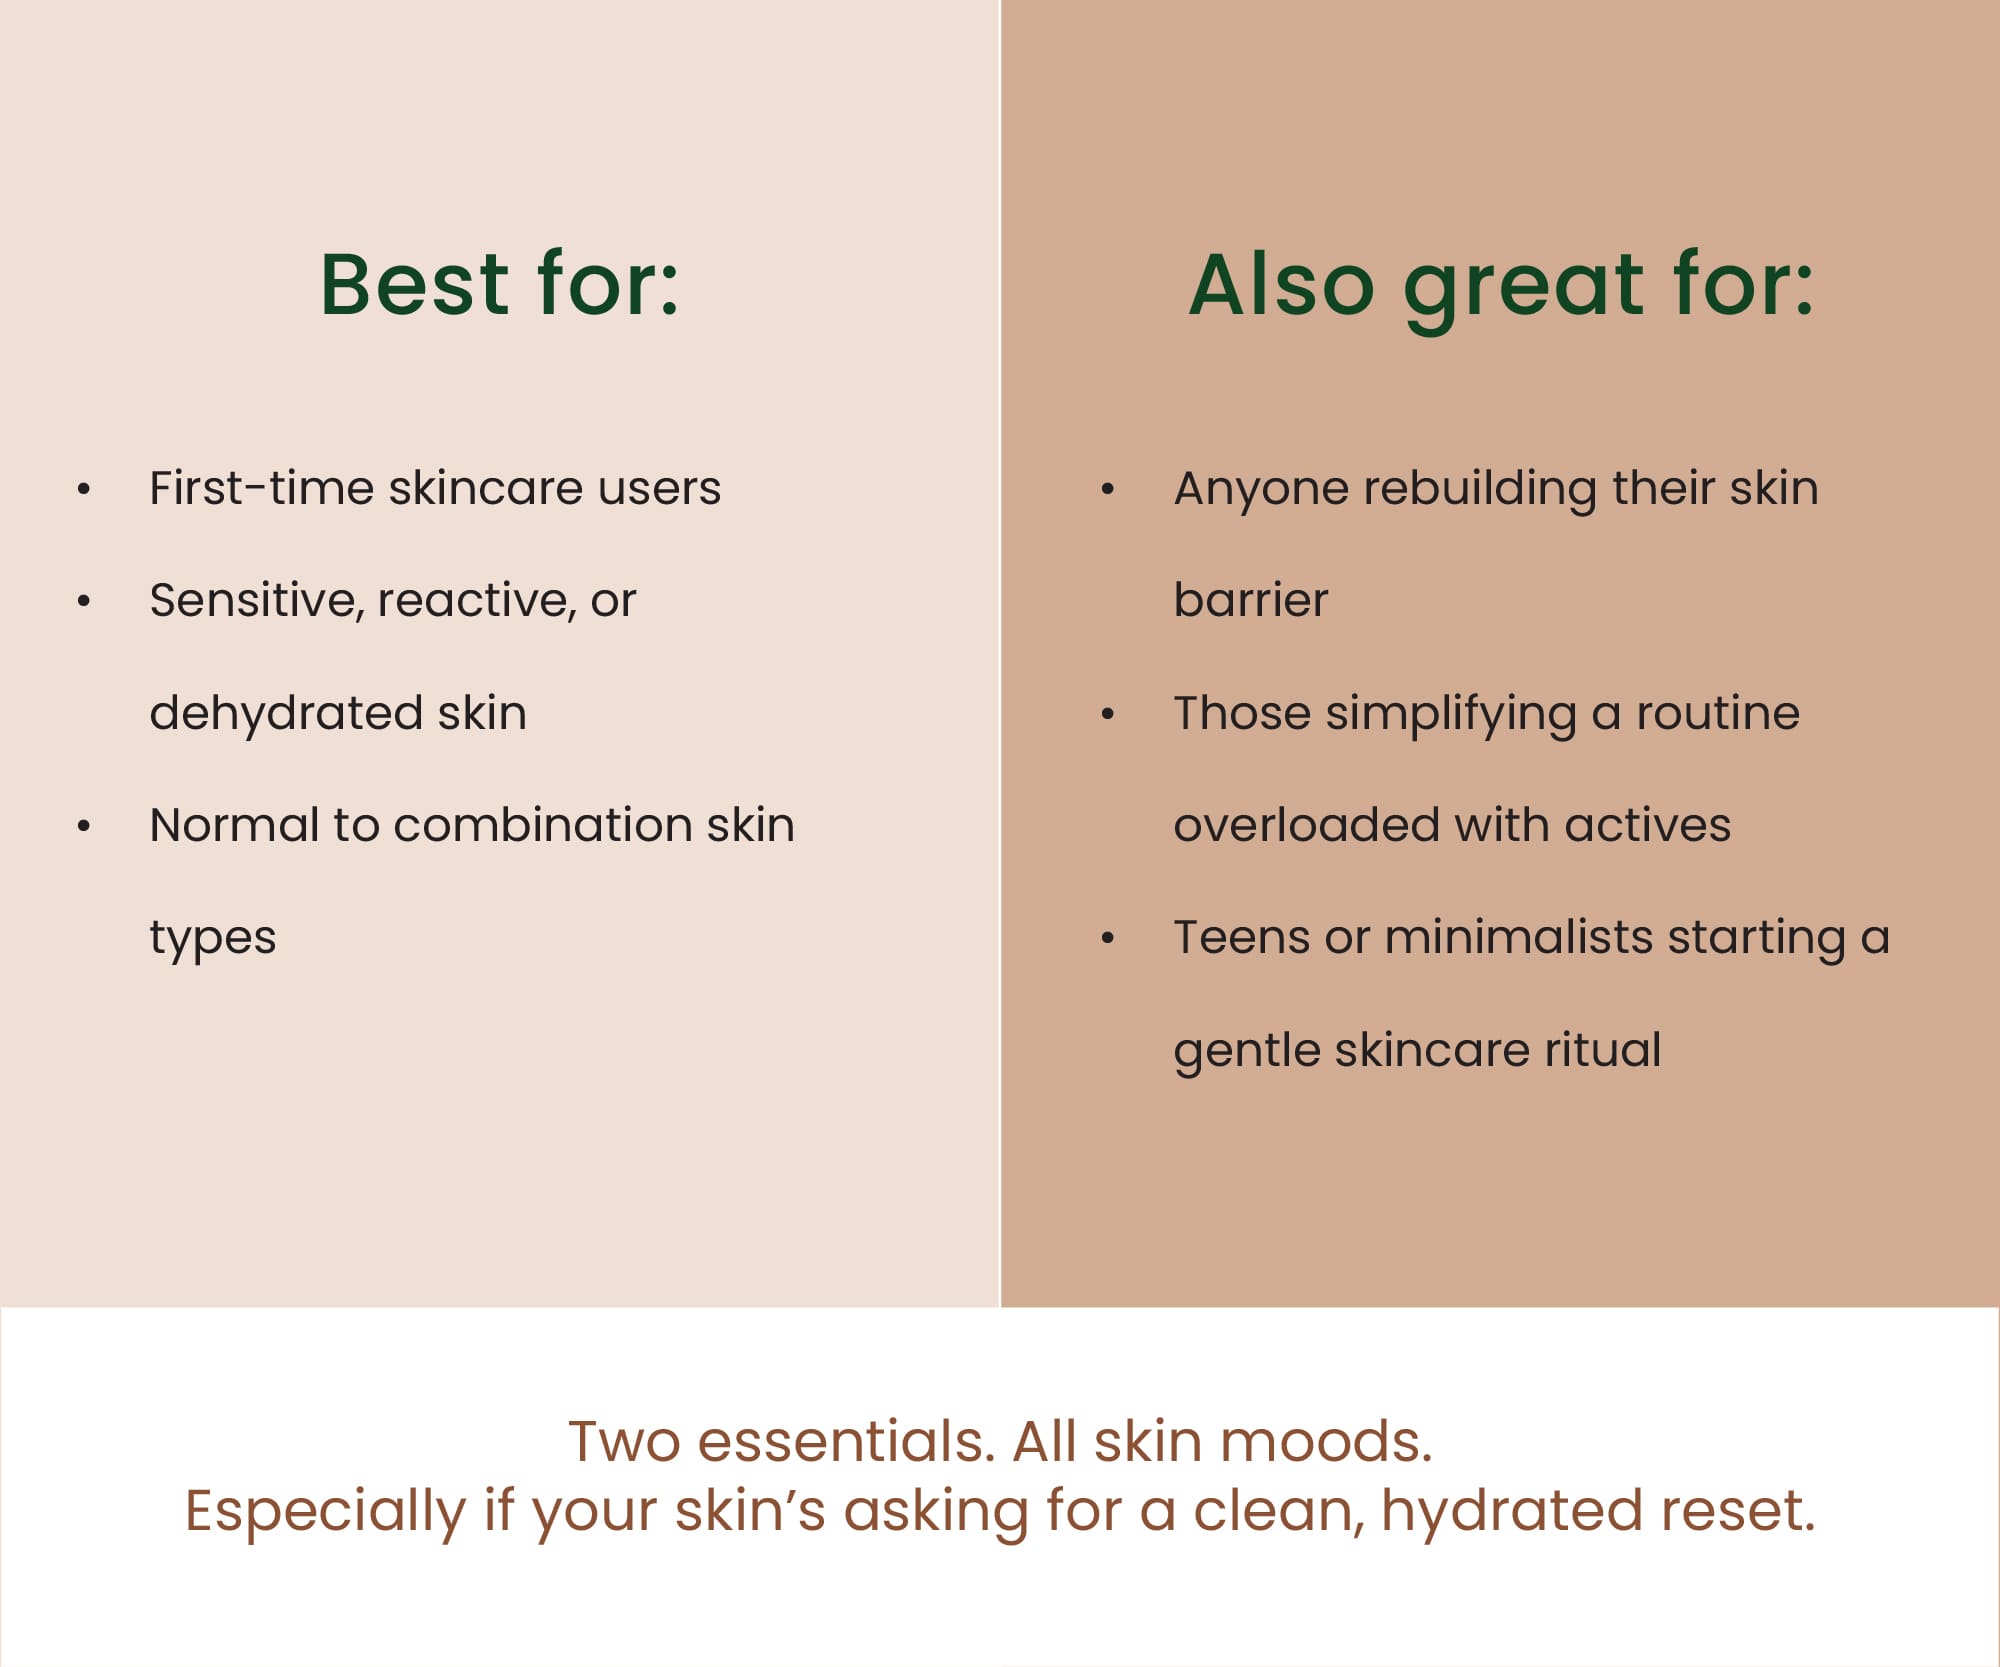 Best for:
• First-time skincare users
• Sensitive, reactive, or
dehydrated skin
• Normal to combination skin
types
Also great for:
• Anyone rebuilding their skin
barrier
• Those simplifying a routine
overloaded with actives
• Teens or minimalists starting a
gentle skincare ritual
Two essentials. All skin moods.
Especially if your skin’s asking for a clean, hydrated reset.